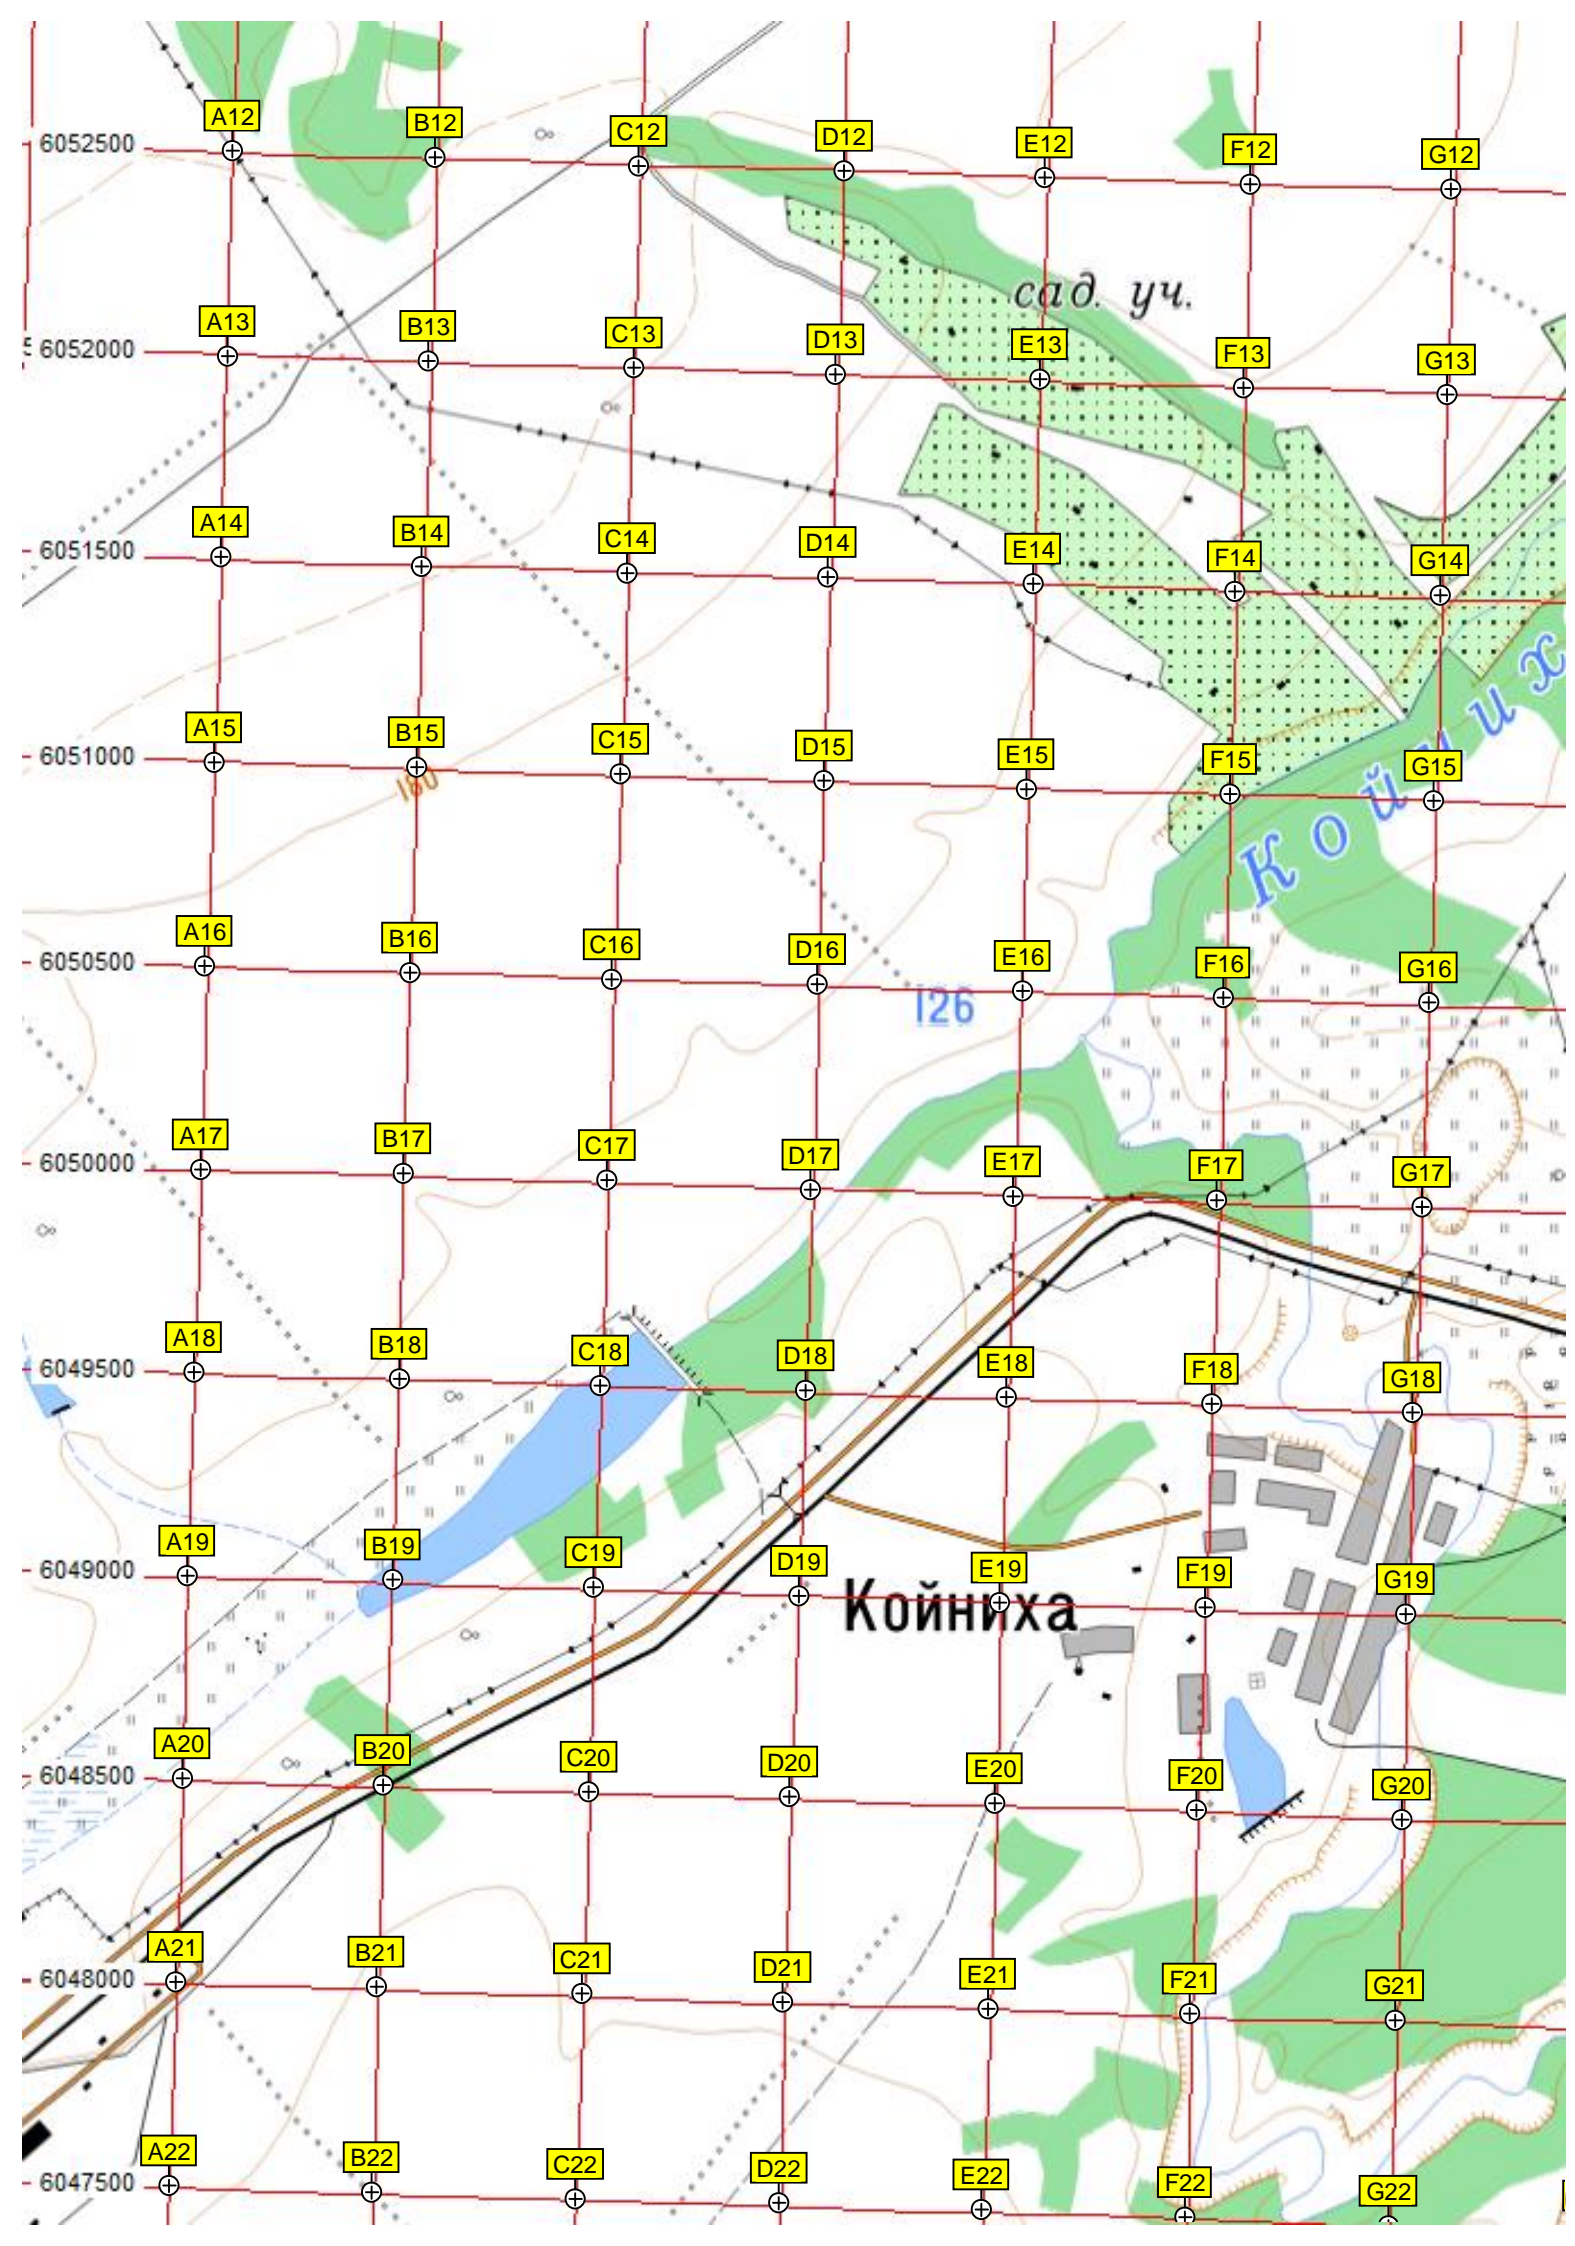 A12 B12 C12 D12 E12 F12 G12
6052500
сад. уч.
A13 B13 C13 D13 E13 F13 G13
6052000
A14 B14 C14 D14 E14 F14 G14
6051500
A15 B15 C15 D15 E15 F15 G15
6051000
180
Койних
A16 B16 C16 D16 E16 F16 G16
6050500
126
A17 B17 C17 D17 E17 F17 G17
6050000
A18 B18 C18 D18 E18 F18 G18
6049500
A19 B19 C19 D19 E19 F19 G19
6049000
Койниха
A20 B20 C20 D20 E20 F20 G20
6048500
A21 B21 C21 D21 E21 F21 G21
6048000
A22 B22 C22 D22 E22 F22 G22
6047500